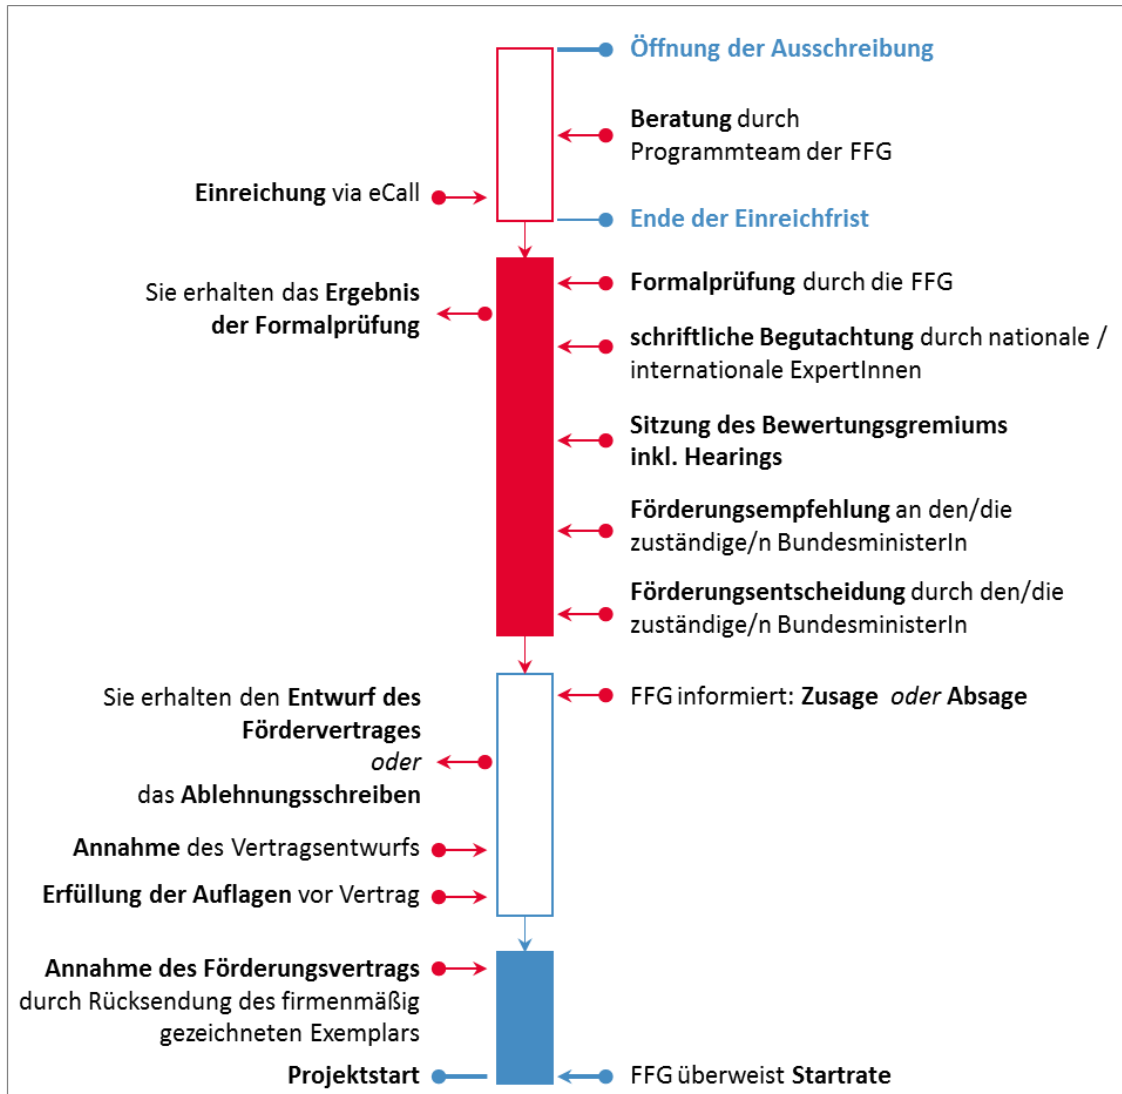 Öffnung der Ausschreibung
Beratung durch
Programmteam der FFG
Einreichung via eCall
Ende der Einreichfrist
Formalprüfung durch die FFG
Sie erhalten das Ergebnis
der Formalprüfung
schriftliche Begutachtung durch nationale /
internationale ExpertInnen
Sitzung des Bewertungsgremiums
inkl. Hearings
Förderungsempfehlung an den/die
zuständige/n BundesministerIn
Förderungsentscheidung durch den/die
zuständige/n BundesministerIn
FFG informiert: Zusage oder Absage
Sie erhalten den Entwurf des
Fördervertrages
oder
das Ablehnungsschreiben
Annahme des Vertragsentwurfs
Erfüllung der Auflagen vor Vertrag
Annahme des Förderungsvertrags
durch Rücksendung des firmenmäßig
gezeichneten Exemplars
Projektstart
FFG überweist Startrate